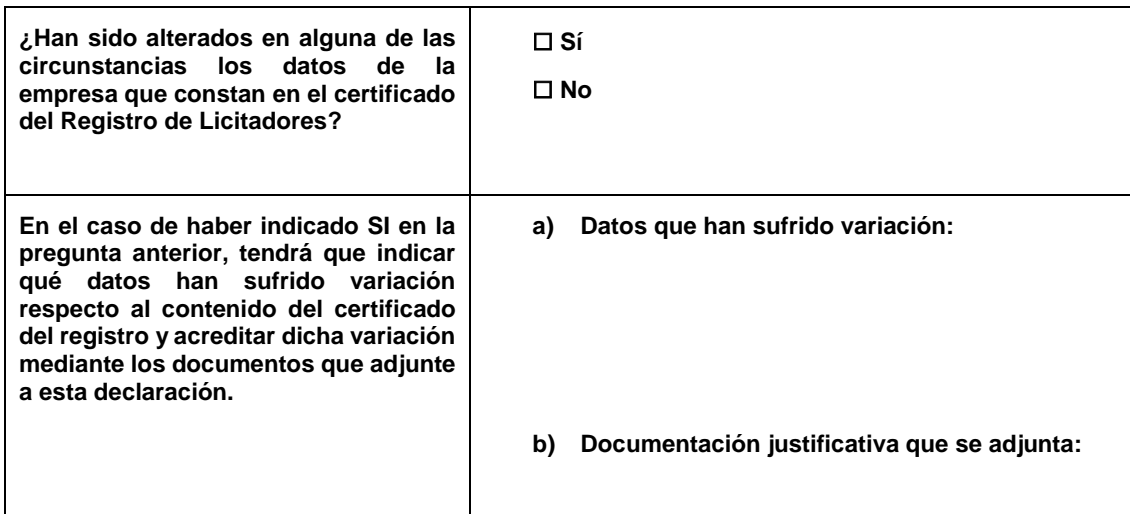 ¿Han sido alterados en alguna de las
circunstancias los datos de la
empresa que constan en el certificado
del Registro de Licitadores?
☐ Sí
☐ No
En el caso de haber indicado SI en la
pregunta anterior, tendrá que indicar
qué datos han sufrido variación
respecto al contenido del certificado
del registro y acreditar dicha variación
mediante los documentos que adjunte
a esta declaración.
a) Datos que han sufrido variación:
b) Documentación justificativa que se adjunta: